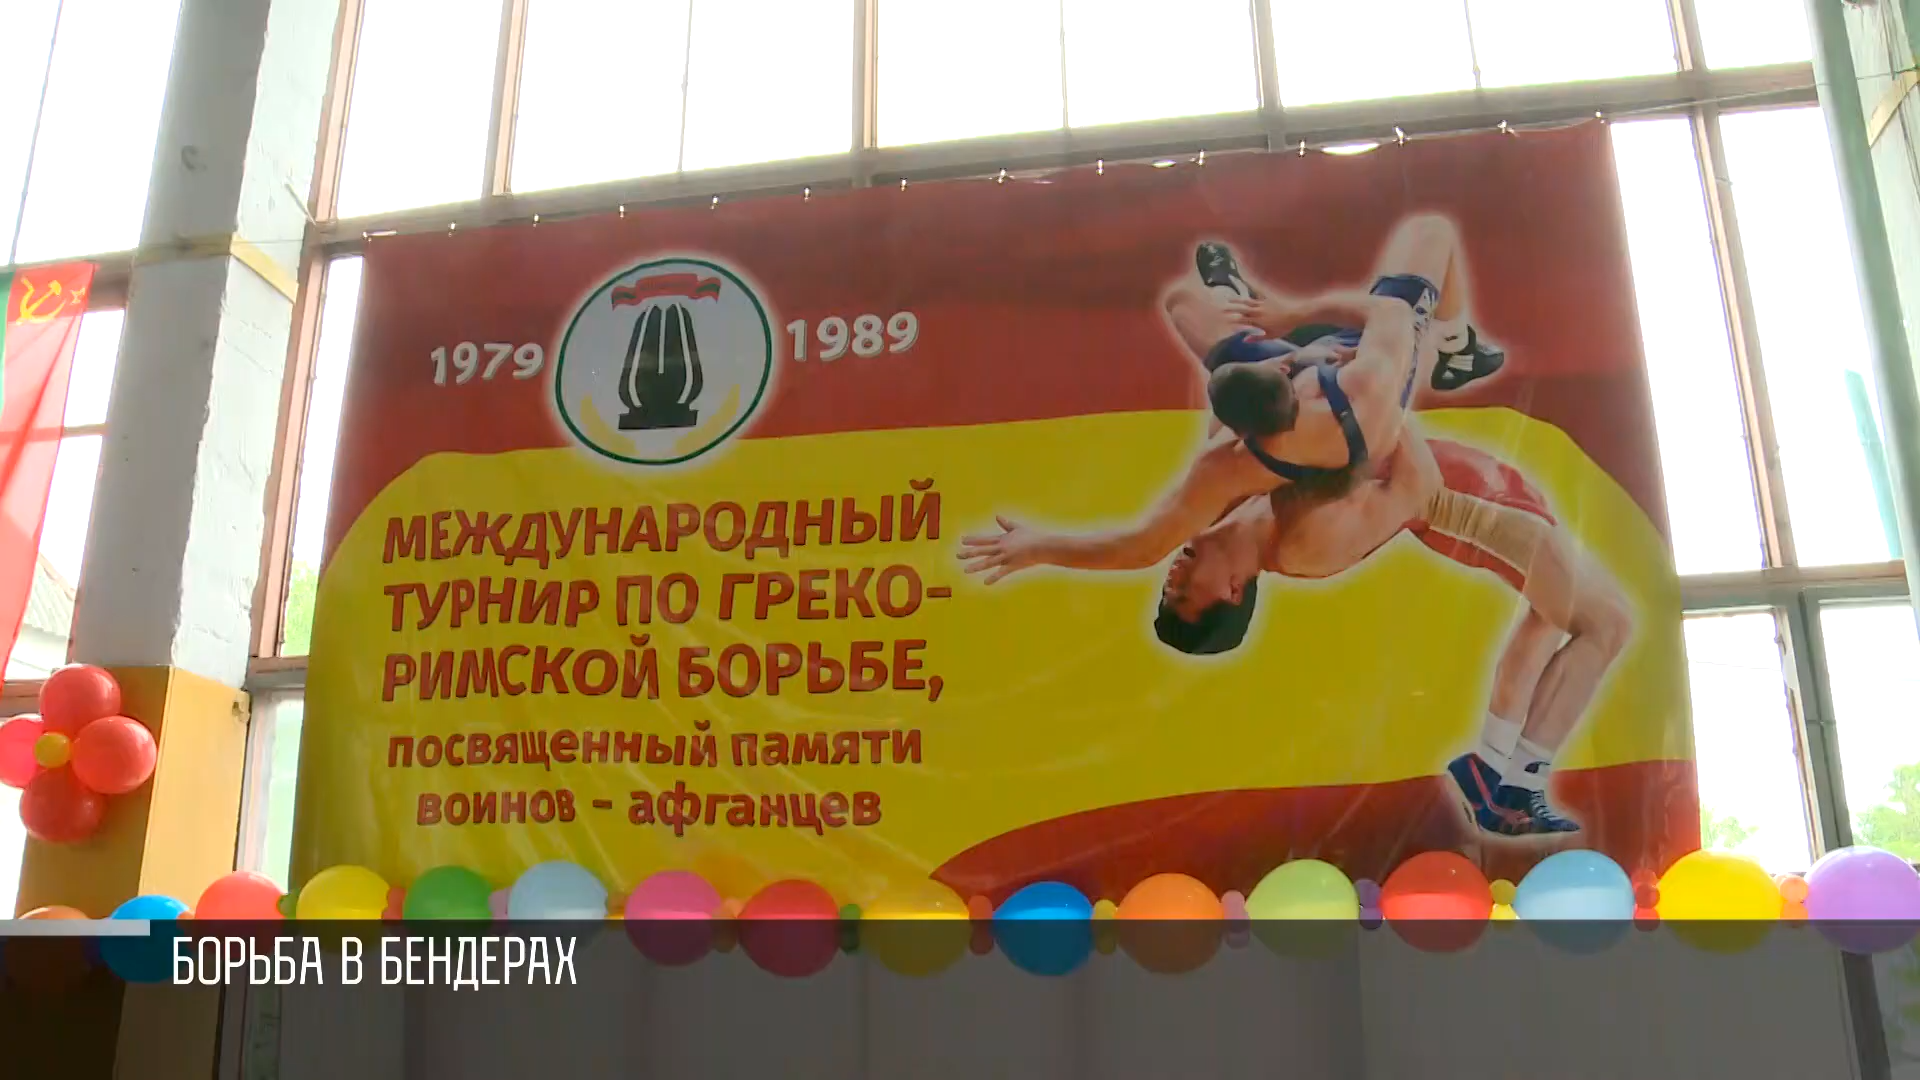 1979
1989
МЕЖДУНАРОДНЫЙ
ТУРНИР ПО ГРЕКО-
РИМСКОЙ БОРЬБЕ,
посвященный памяти
воинов - афганцев
БОРЬБА В БЕНДЕРАХ